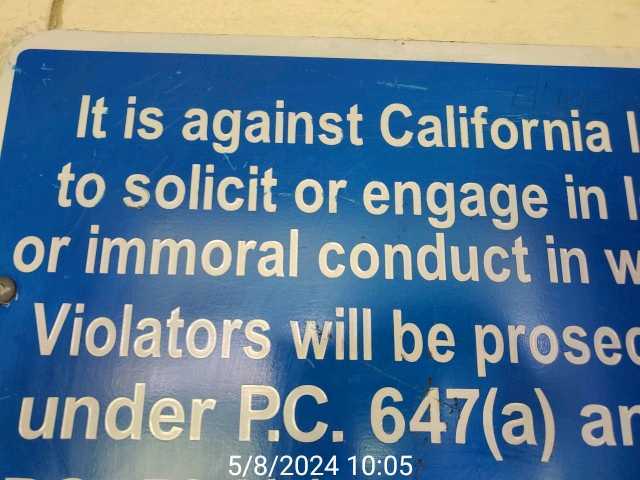 It is against California
to solicit or engage in
or immoral conduct in
Violators will be
under P.C. 647(a)
5/8/2024 10:05